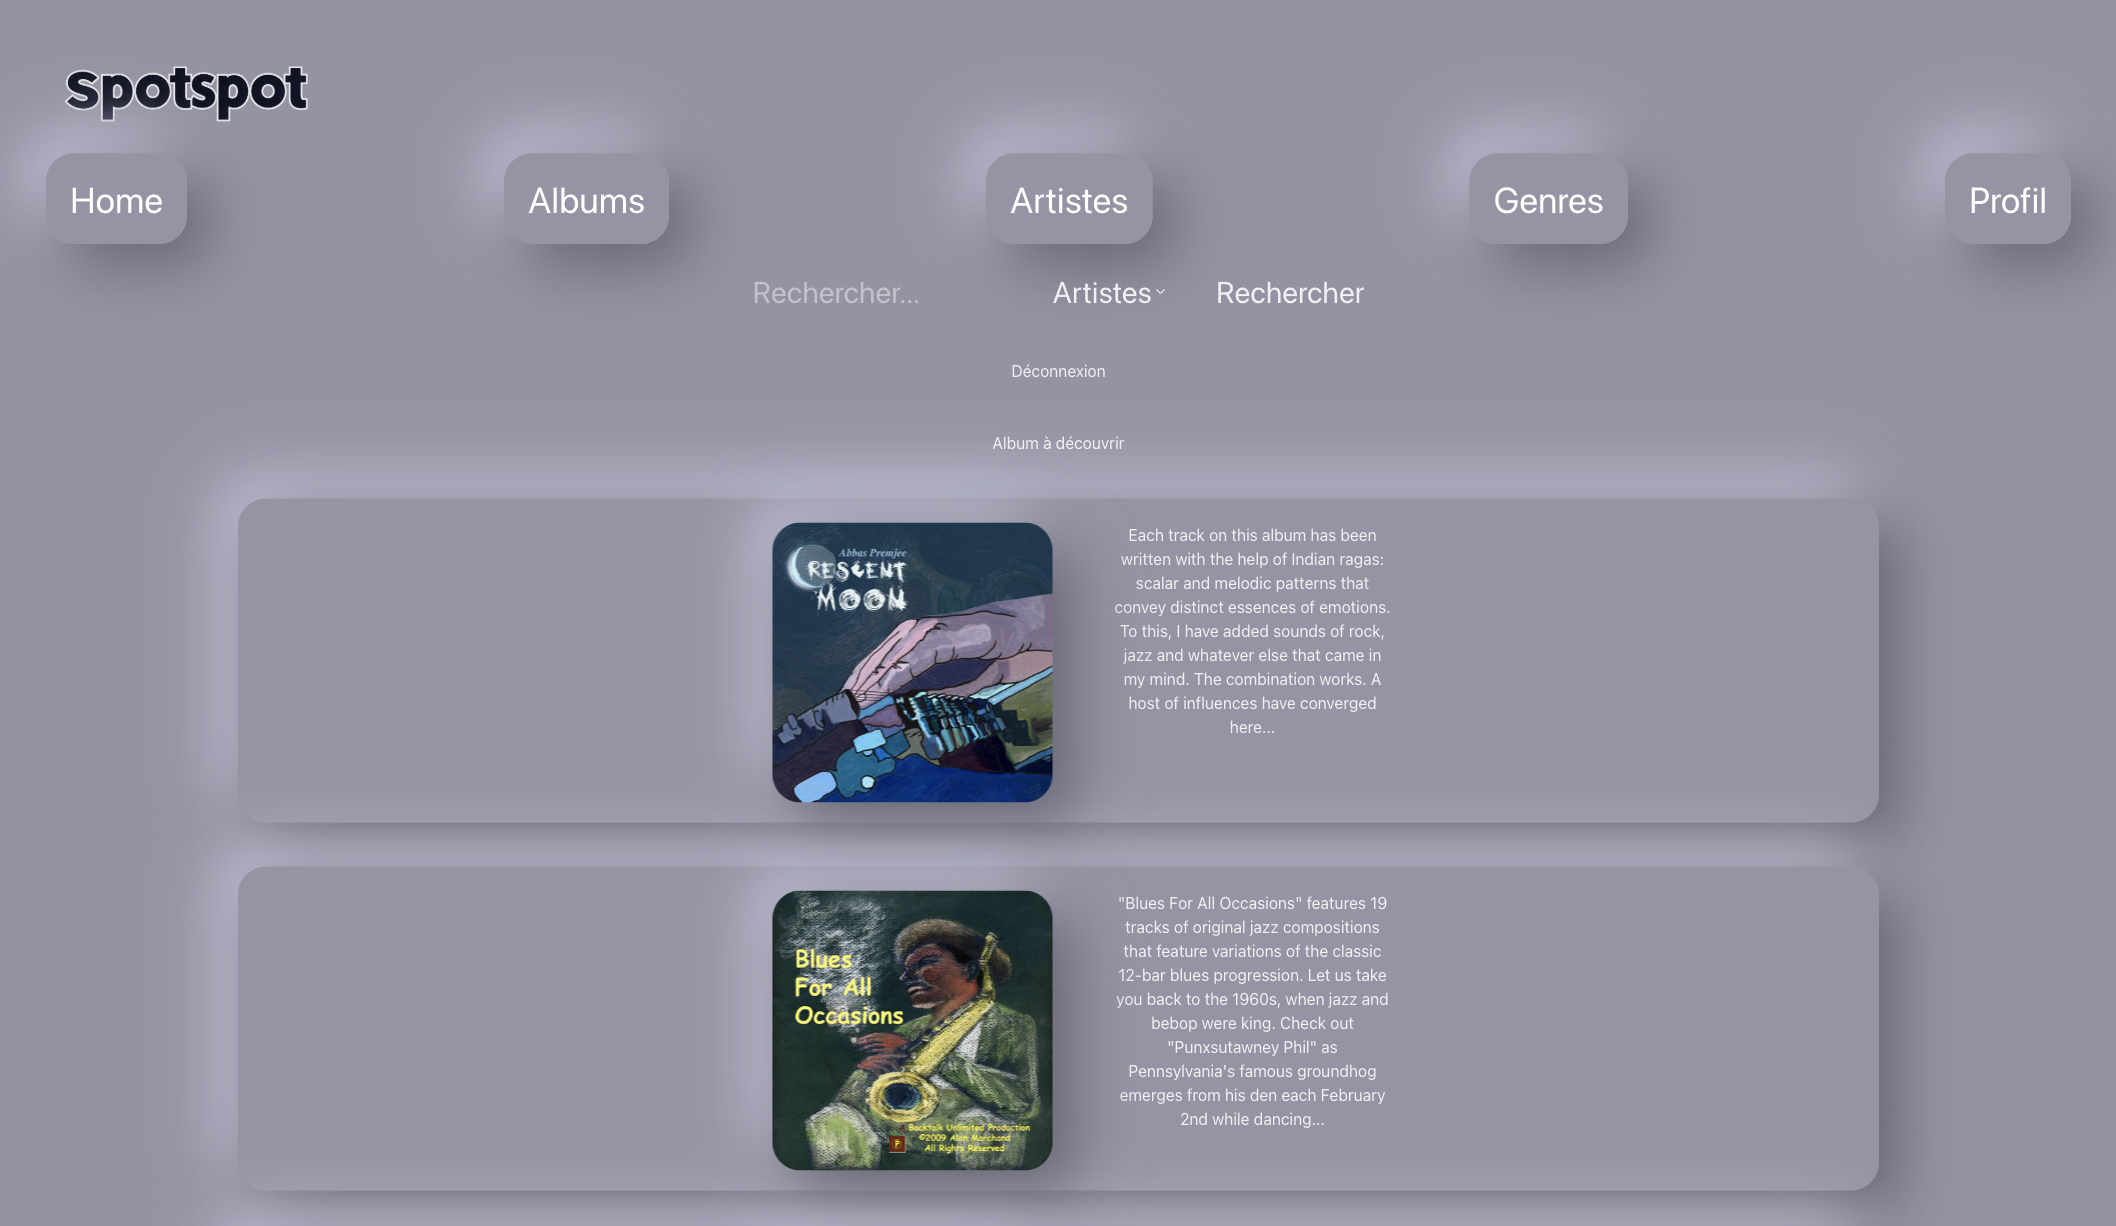 Spotspot
Home
Albums
Artistes
Genres
Profil
Rechercher...
Artistes
Rechercher
Déconnexion
Album à découvrir
Abbas Premjee
CRESCENT
MOON
Each track on this album has been
written with the help of Indian ragas:
scalar and melodic patterns that
convey distinct essences of emotions.
To this, I have added sounds of rock,
jazz and whatever else that came in
my mind. The combination works. A
host of influences have converged
here...
Blues
For All
Occasions
Backtalk Unlimited Production
©2009 Alan Marchand
All Rights Reserved
P
"Blues For All Occasions" features 19
tracks of original jazz compositions
that feature variations of the classic
12-bar blues progression. Let us take
you back to the 1960s, when jazz and
bebop were king. Check out
"Punxsutawney Phil" as
Pennsylvania's famous groundhog
emerges from his den each February
2nd while dancing...